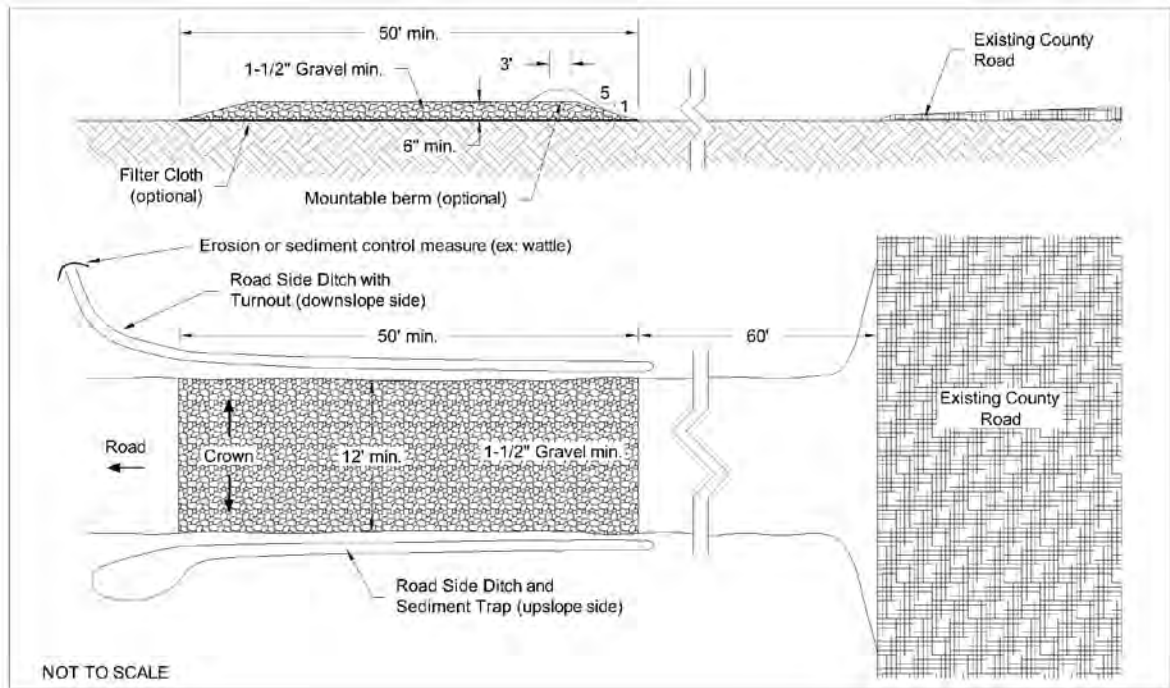 50' min.
1-1/2" Gravel min.
3'
5
1
Existing County
Road
6" min.
Filter Cloth
(optional)
Mountable berm (optional)
Erosion or sediment control measure (ex: wattle)
Road Side Ditch with
Turnout (downslope side)
50' min.
60'
Road
Crown
12' min.
1-1/2" Gravel min.
Existing County
Road
Road Side Ditch and
Sediment Trap (upslope side)
NOT TO SCALE